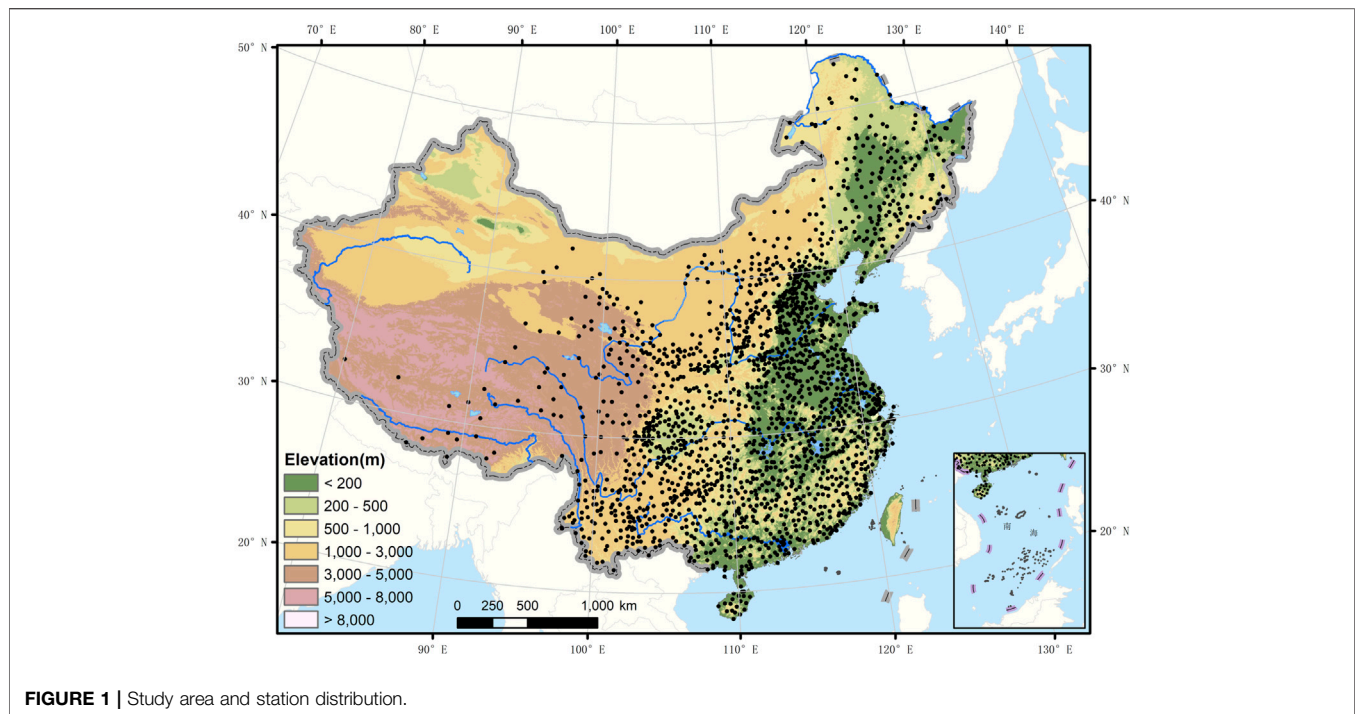 70° E 80° E 90° E 100° E 110° E 120° E 130° E 140° E
50° N
40° N 40° N
30° N 30° N
20° N 20° N
Elevation(m)
< 200
200 - 500
500 - 1,000
1,000 - 3,000
3,000 - 5,000
5,000 - 8,000
> 8,000
0 250 500 1,000 km
南
海
90° E 100° E 110° E 120° E 130° E
FIGURE 1 | Study area and station distribution.